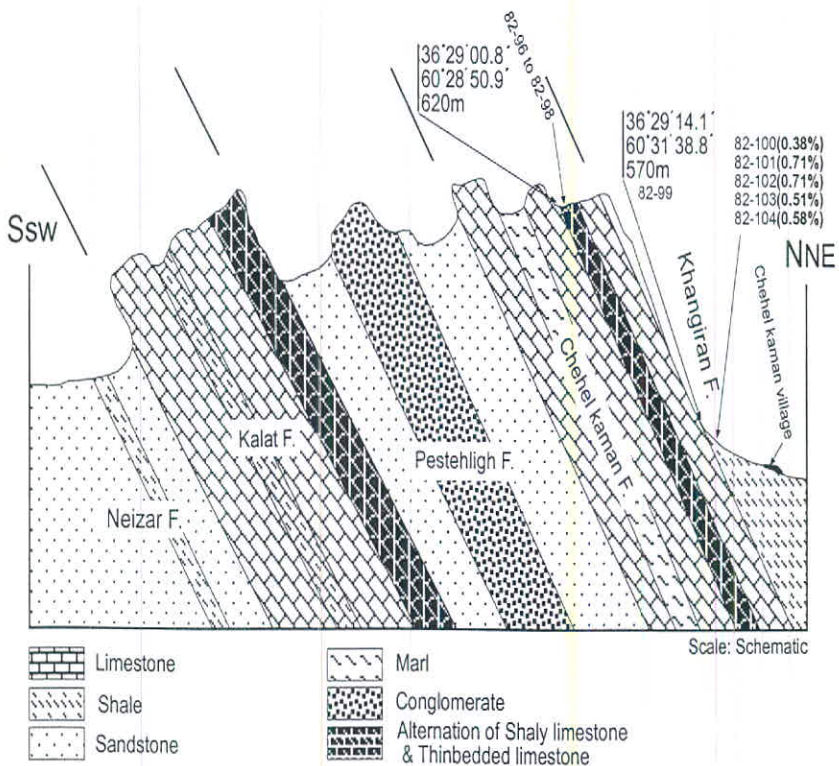 36°29′00.8″
60°28′50.9″
620m
82-96 to 82-98
36°29′14.1″
60°31′38.8″
570m
82-99
82-100(0.38%)
82-101(0.71%)
82-102(0.71%)
82-103(0.51%)
82-104(0.58%)
SSW
NNE
Khangiran F.
Chehel kaman village
Kalat F.
Chehel kaman F.
Pestehligh F.
Neizar F.
Scale: Schematic
Limestone
Shale
Sandstone
Marl
Conglomerate
Alternation of Shaly limestone
& Thinbedded limestone